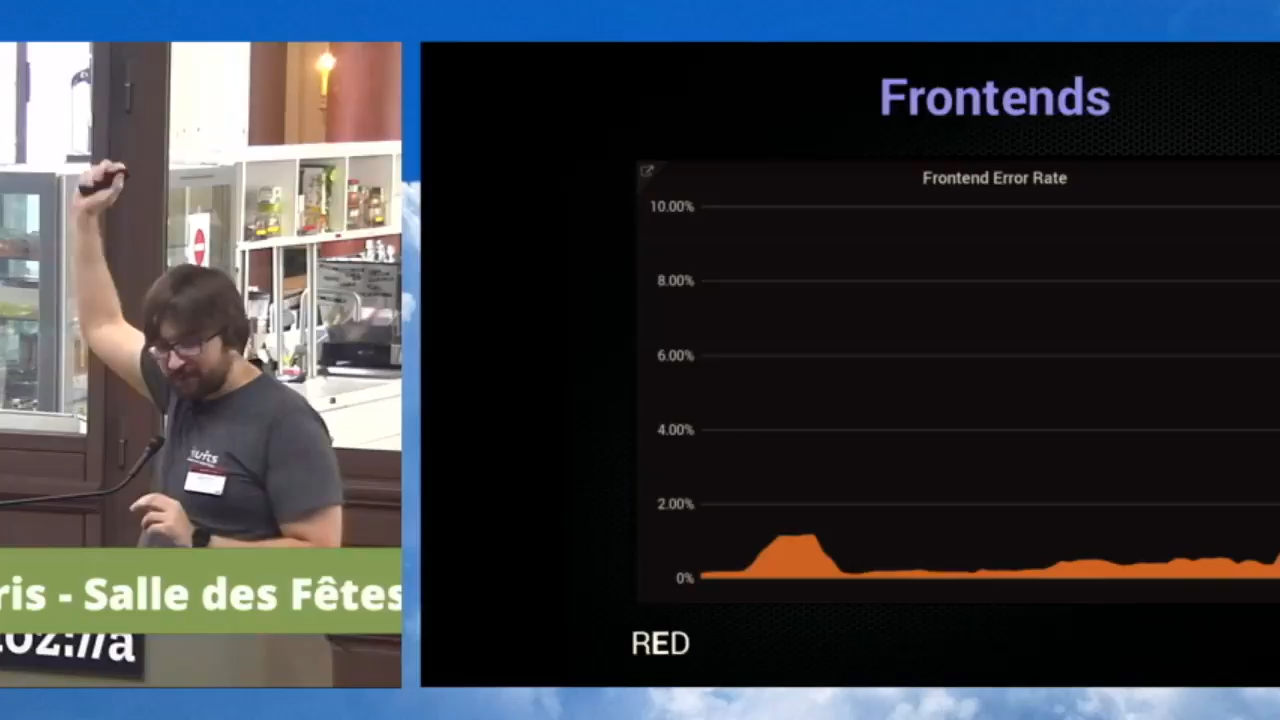 Frontends
Frontend Error Rate
10.00%
8.00%
6.00%
4.00%
2.00%
0%
RED
ris - Salle des Fêtes
moz://a